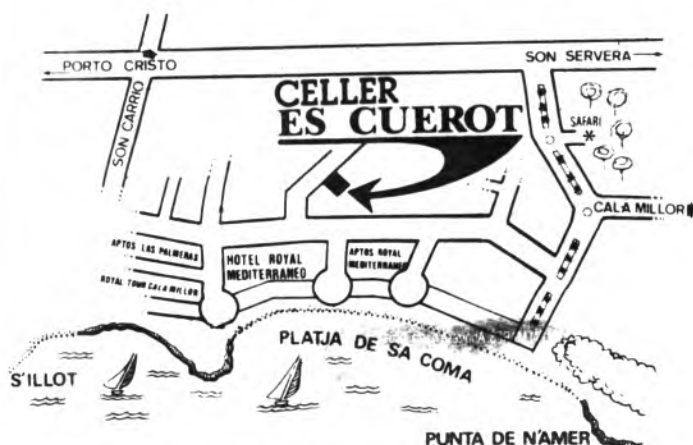 PORTO CRISTO
SON SERVERA
SON CARRIO
CELLER
ES CUEROT
SAFARI
CALA MILLOR
APTOS LAS PALMERAS
ROYAL TOWN CALA MILLOR
HOTEL ROYAL
MEDITERRANEO
APTOS ROYAL
MEDITERRANEO
PLATJA DE SA COMA
S'ILLOT
PUNTA DE N'AMER